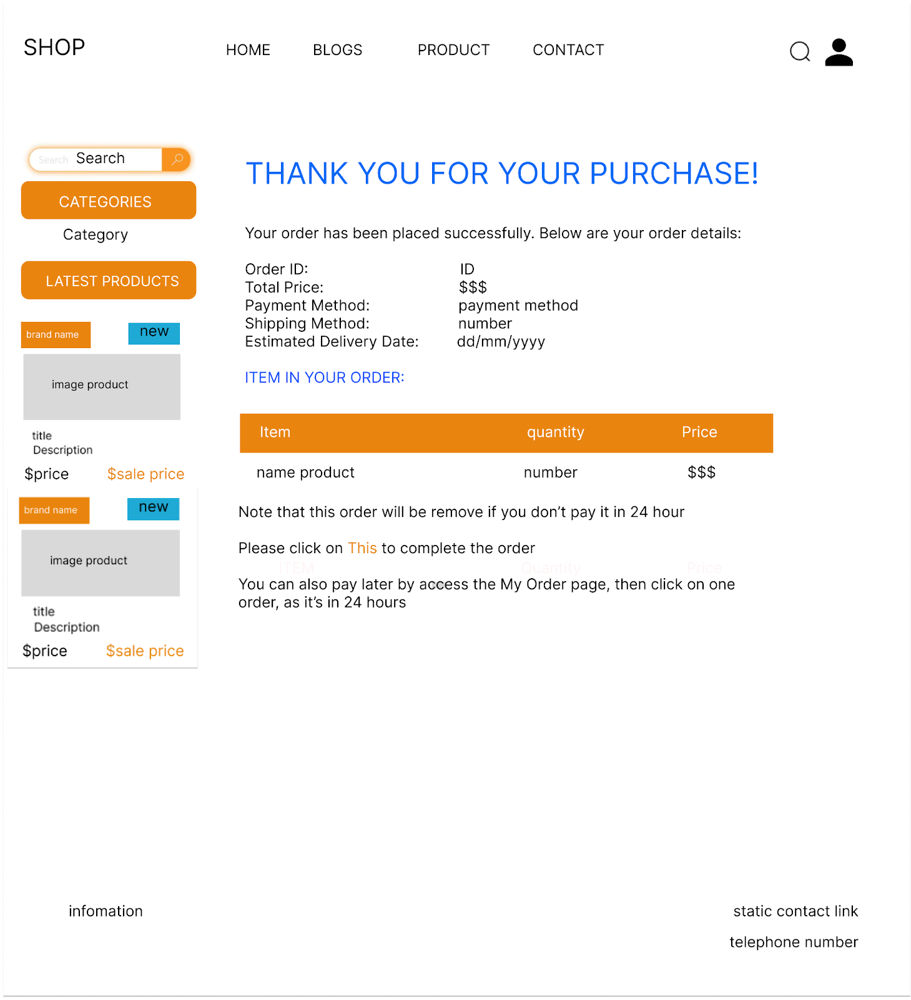 SHOP HOME BLOGS PRODUCT CONTACT
Search Search
CATEGORIES
Category
LATEST PRODUCTS
brand name new
image product
title
Description
$price $sale price
brand name new
image product
title
Description
$price $sale price
THANK YOU FOR YOUR PURCHASE!
Your order has been placed successfully. Below are your order details:
Order ID: ID
Total Price: $$$
Payment Method: payment method
Shipping Method: number
Estimated Delivery Date: dd/mm/yyyy
ITEM IN YOUR ORDER:
Item quantity Price
name product number $$$
Note that this order will be remove if you don’t pay it in 24 hour
Please click on This to complete the order
ITEM Quantity Price
You can also pay later by access the My Order page, then click on one
order, as it’s in 24 hours
infomation static contact link
telephone number